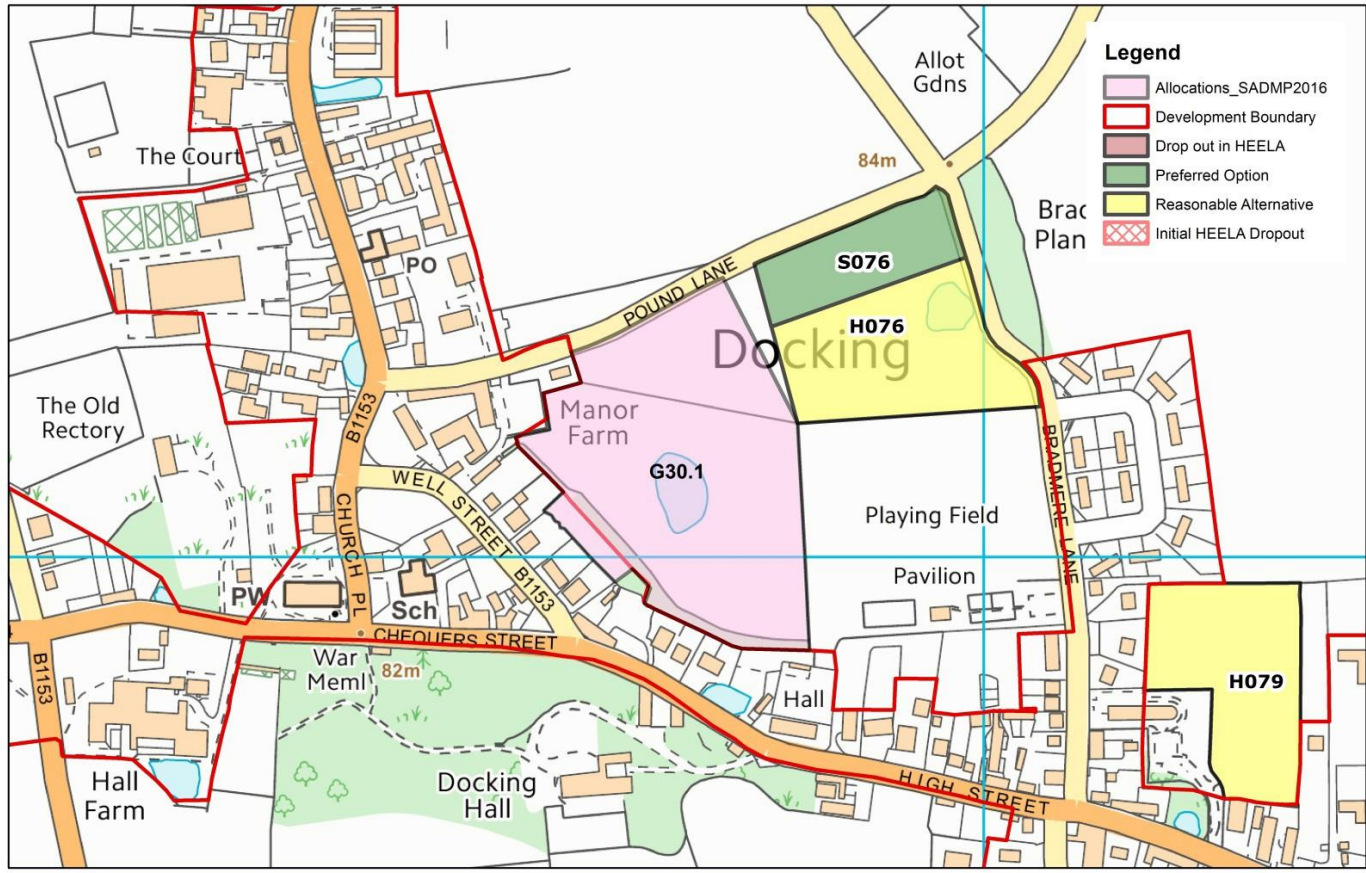 Legend
Allocations_SADMP2016
Development Boundary
Drop out in HEELA
Preferred Option
Reasonable Alternative
Initial HEELA Dropout
Allot
Gdns
The Court
84m
Brad
Plan
PO
S076
POUND LANE
H076
Docking
The Old
Rectory
B1153
Manor
Farm
G30.1
WELL STREET
B1153
CHURCH PL
BRADMERE LANE
Playing Field
Pavilion
PW
Sch
CHEQUERS STREET
War
Meml
82m
B1153
Hall
H079
Hall
Farm
Docking
Hall
HIGH STREET